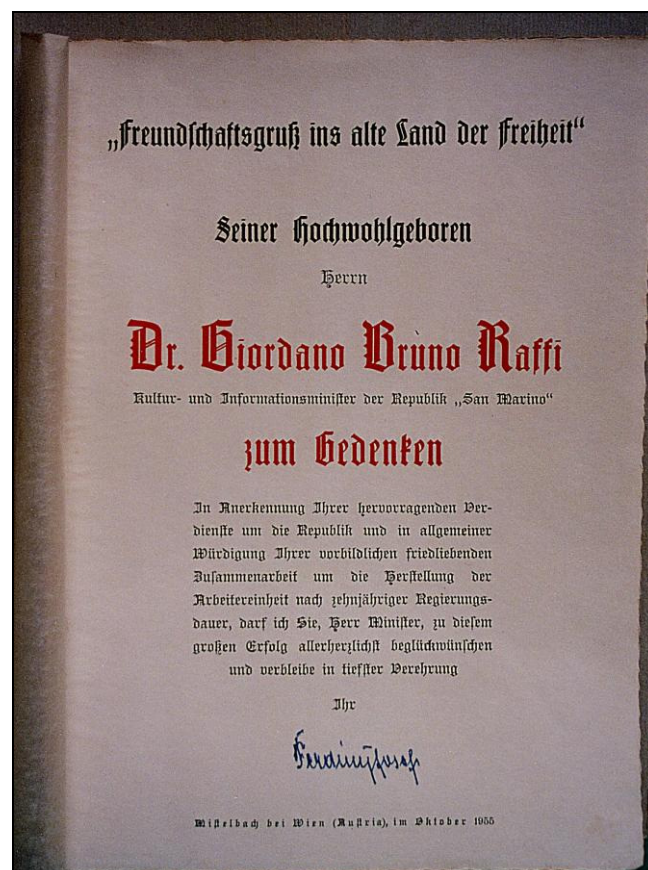 „Freundschaftsgruß ins alte Land der Freiheit“
Seiner Hochwohlgeboren
Herrn
Dr. Giordano Bruno Raffi
Kultur- und Informationsminister der Republik „San Marino“
zum Gedenken
In Anerkennung Ihrer hervorragenden Ver-
dienste um die Republik und in allgemeiner
Würdigung Ihrer vorbildlichen friedliebenden
Zusammenarbeit um die Herstellung der
Arbeitereinheit nach zehnjähriger Regierungs-
dauer, darf ich Sie, Herr Minister, zu diesem
großen Erfolg allerherzlichst beglückwünschen
und verbleibe in tiefster Verehrung
Ihr
Mistelbach bei Wien (Austria), im Oktober 1955